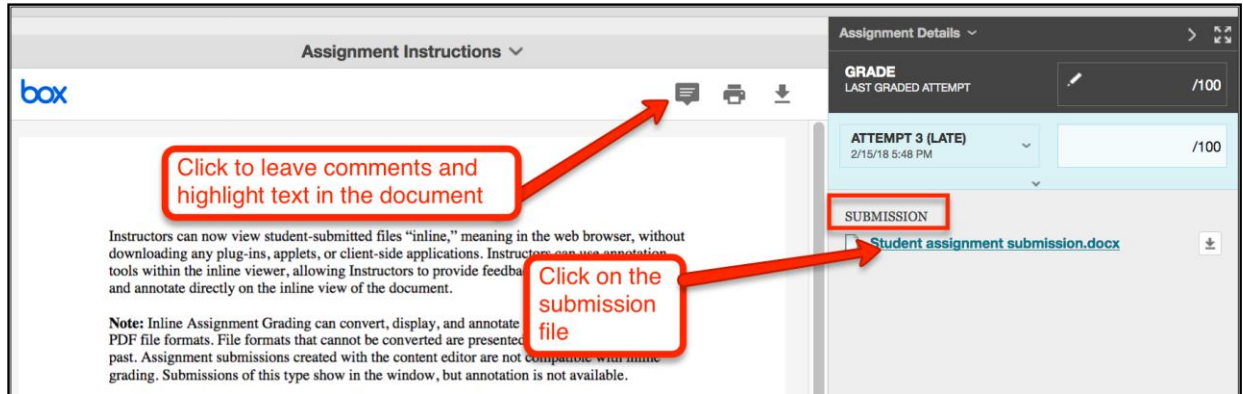 Assignment Instructions
box
Click to leave comments and
highlight text in the document
Instructors can now view student-submitted files “inline,” meaning in the web browser, without
downloading any plug-ins, applets, or client-side applications. Instructors can use annotation
tools within the inline viewer, allowing Instructors to provide
and annotate directly on the inline view of the document.
Note: Inline Assignment Grading can convert, display, and annotate
PDF file formats. File formats that cannot be converted are presented
past. Assignment submissions created with the content editor are not compatible with inline
grading. Submissions of this type show in the window, but annotation is not available.
Click on the
submission
file
Assignment Details
GRADE
LAST GRADED ATTEMPT
/100
ATTEMPT 3 (LATE)
2/15/18 5:48 PM
/100
SUBMISSION
Student assignment submission.docx